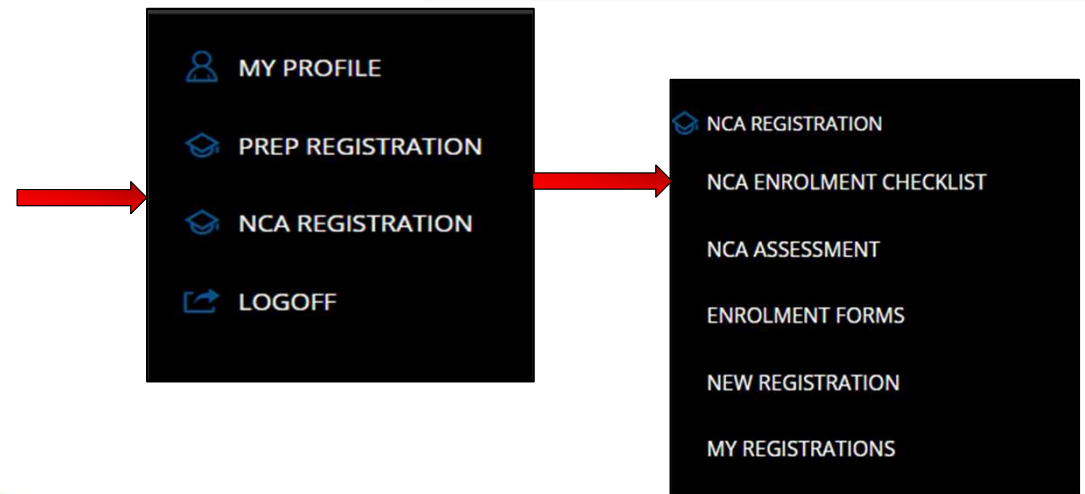 MY PROFILE
PREP REGISTRATION
NCA REGISTRATION
LOGOFF
NCA REGISTRATION
NCA ENROLMENT CHECKLIST
NCA ASSESSMENT
ENROLMENT FORMS
NEW REGISTRATION
MY REGISTRATIONS